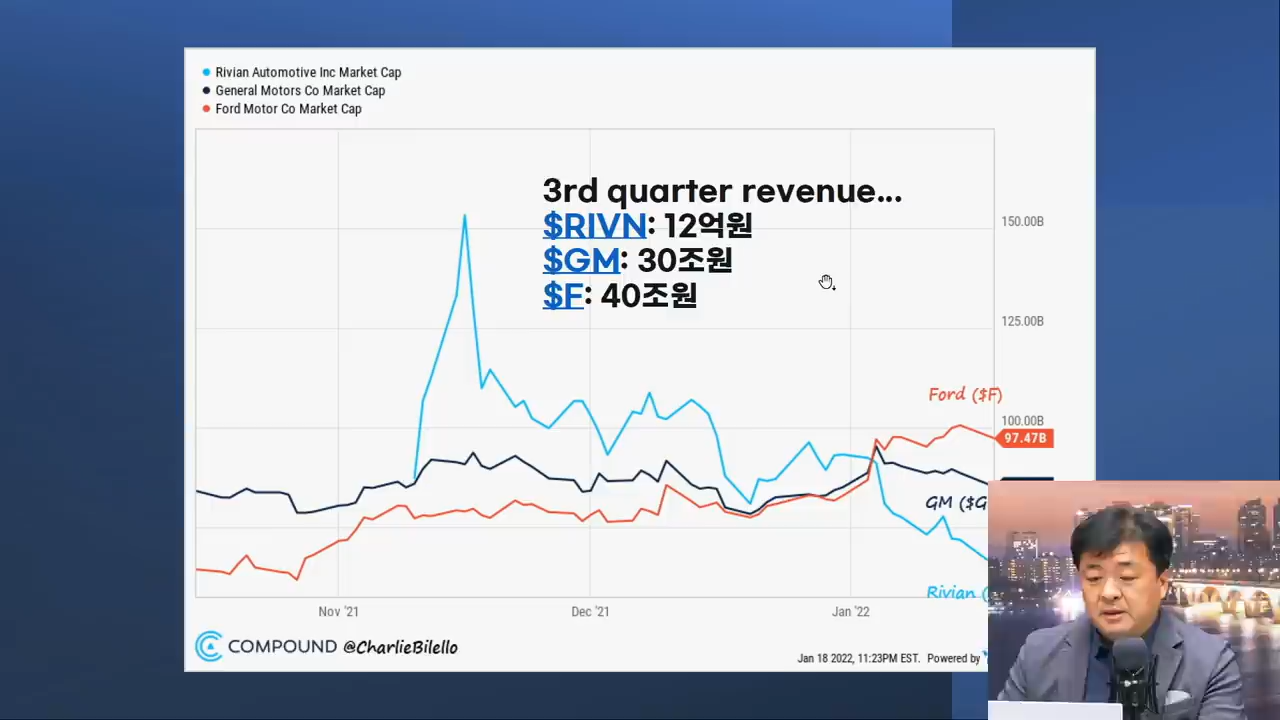 Rivian Automotive Inc Market Cap
General Motors Co Market Cap
Ford Motor Co Market Cap
3rd quarter revenue...
$RIVN: 12억원
$GM: 30조원
$F: 40조원
150.00B
125.00B
Ford ($F)
100.00B
97.47B
GM ($G
Rivian (
Nov '21
Dec '21
Jan '22
COMPOUND @CharlieBilello
Jan 18 2022, 11:23PM EST. Powered by